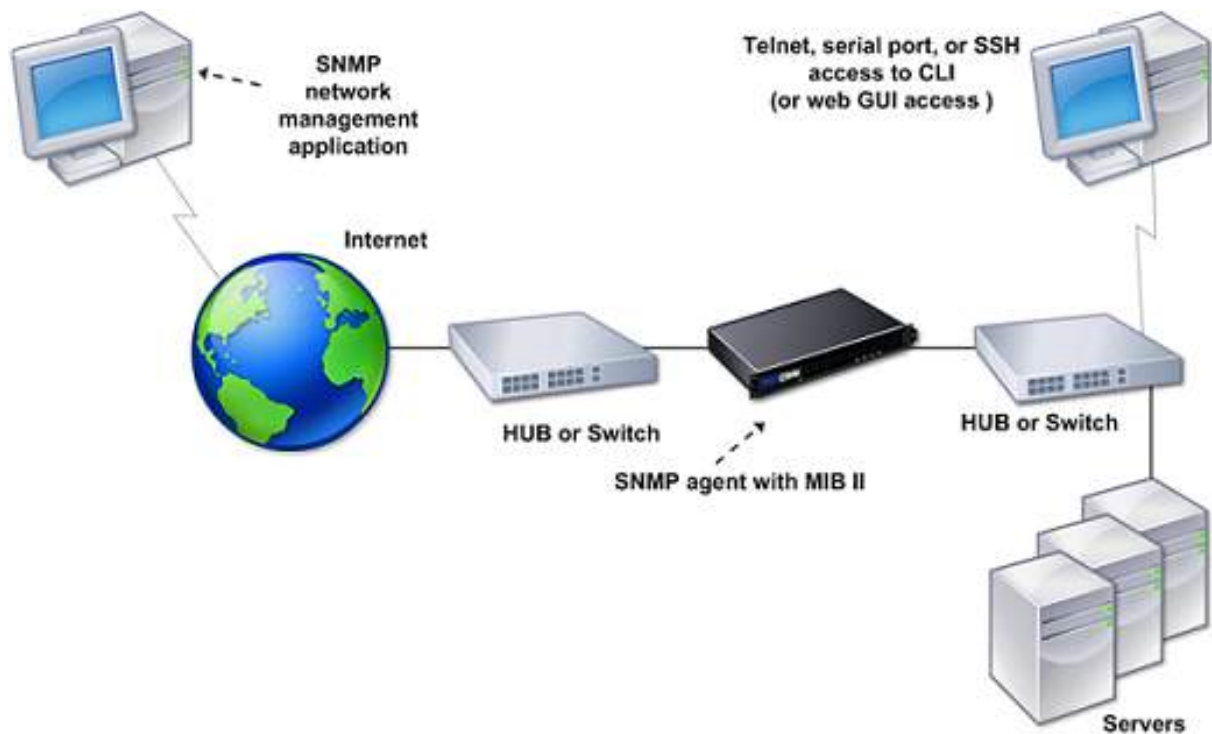 SNMP
network
management
application
Telnet, serial port, or SSH
access to CLI
(or web GUI access )
Internet
HUB or Switch
HUB or Switch
SNMP agent with MIB II
Servers